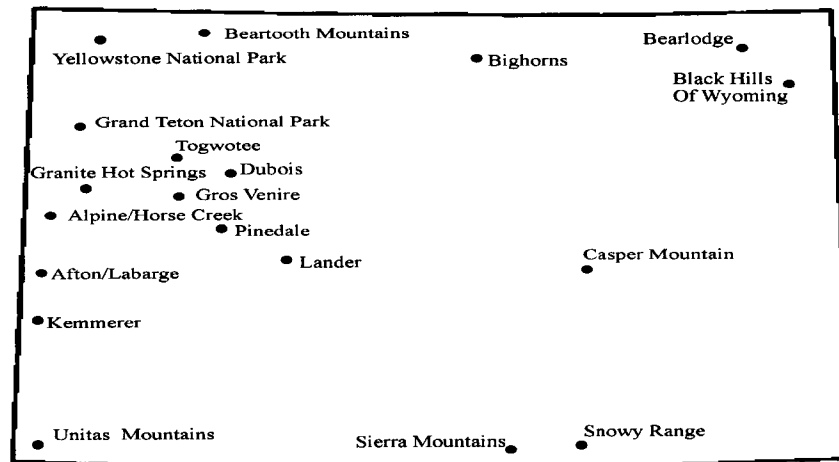 Beartooth Mountains
Yellowstone National Park
Bighorns
Bearlodge
Black Hills
Of Wyoming
Grand Teton National Park
Togwotee
Granite Hot Springs
Dubois
Gros Venire
Alpine/Horse Creek
Pinedale
Lander
Casper Mountain
Afton/Labarge
Kemmerer
Unitas Mountains
Sierra Mountains
Snowy Range